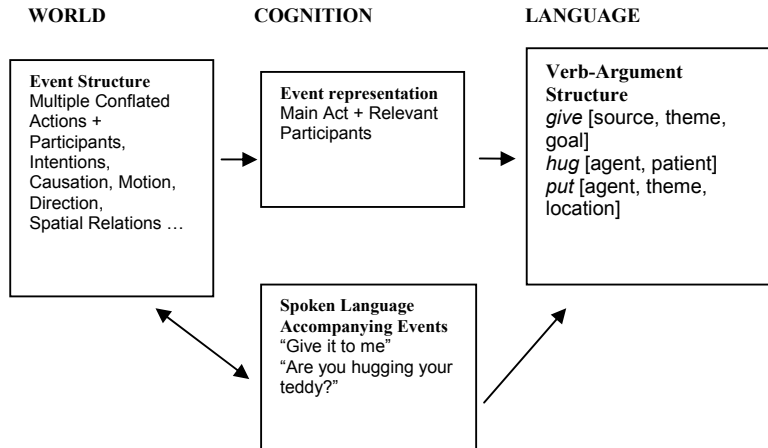 WORLD
COGNITION
LANGUAGE
Event Structure
Multiple Conflated
Actions +
Participants,
Intentions,
Causation, Motion,
Direction,
Spatial Relations …
Event representation
Main Act + Relevant
Participants
Verb-Argument
Structure
give [source, theme,
goal]
hug [agent, patient]
put [agent, theme,
location]
Spoken Language
Accompanying Events
“Give it to me”
“Are you hugging your
teddy?”